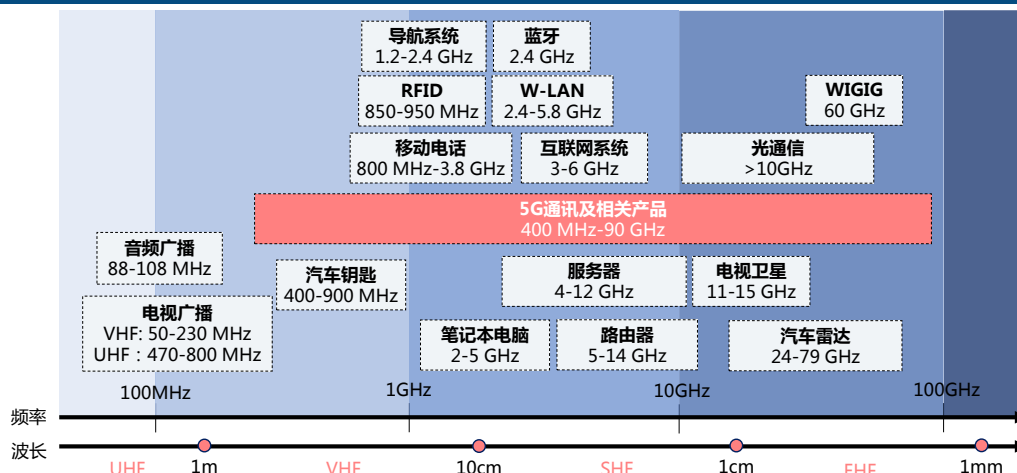 导航系统
1.2-2.4 GHz
蓝牙
2.4 GHz
RFID
850-950 MHz
W-LAN
2.4-5.8 GHz
WIGIG
60 GHz
移动电话
800 MHz-3.8 GHz
互联网系统
3-6 GHz
光通信
>10GHz
5G通讯及相关产品
400 MHz-90 GHz
音频广播
88-108 MHz
汽车钥匙
400-900 MHz
服务器
4-12 GHz
电视卫星
11-15 GHz
电视广播
VHF: 50-230 MHz
UHF：470-800 MHz
笔记本电脑
2-5 GHz
路由器
5-14 GHz
汽车雷达
24-79 GHz
100MHz
1GHz
10GHz
100GHz
频率
波长
UHF
1m
VHF
10cm
SHF
1cm
EHF
1mm